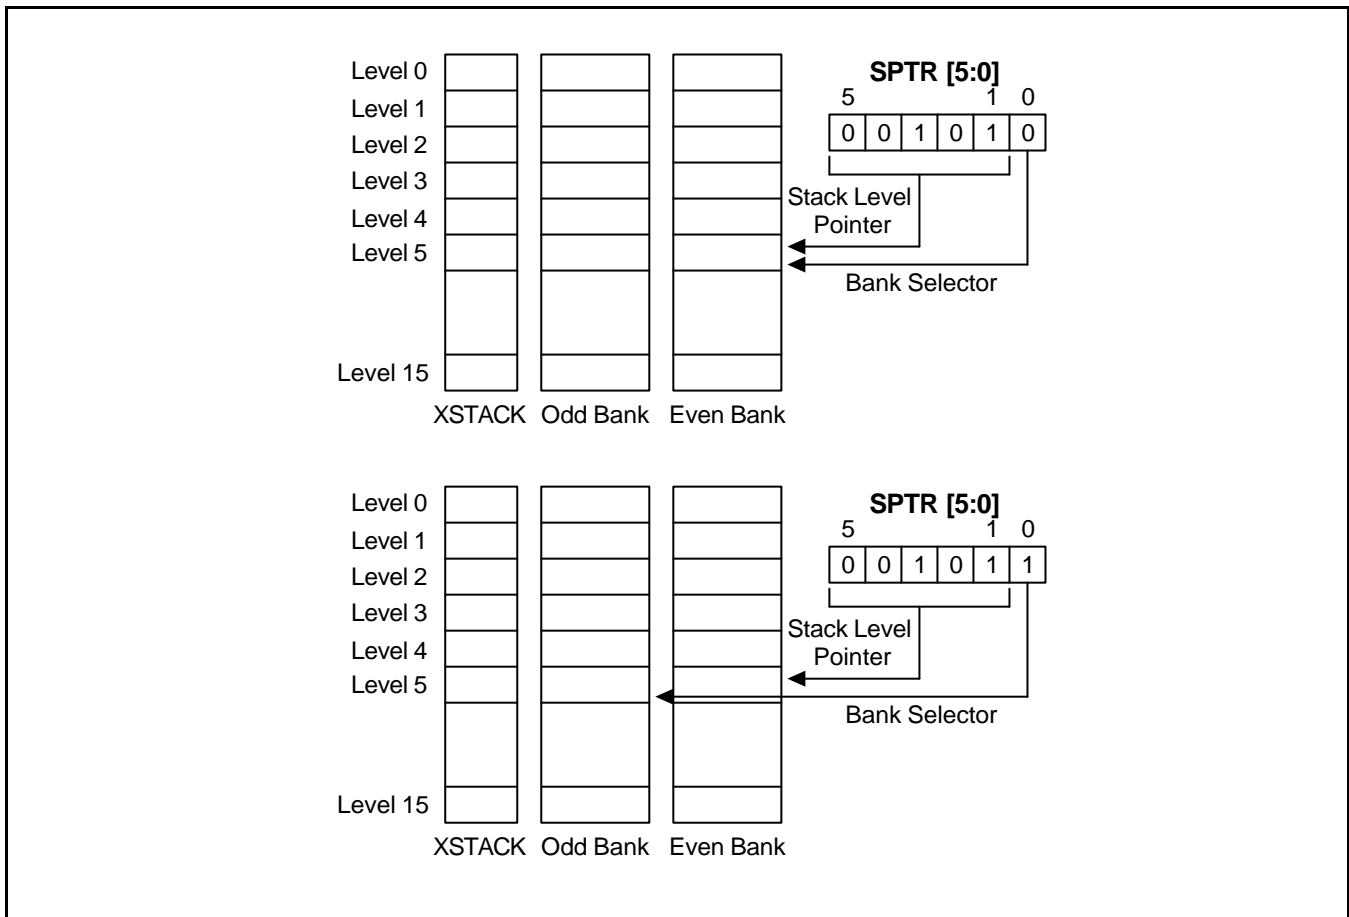 Level 0
SPTR [5:0]
Level 1
5 1 0
Level 2
0 0 1 0 1 0
Level 3
Stack Level
Level 4
Pointer
Level 5
Bank Selector
Level 15
XSTACK Odd Bank Even Bank
Level 0
SPTR [5:0]
Level 1
5 1 0
Level 2
0 0 1 0 1 1
Level 3
Stack Level
Level 4
Pointer
Level 5
Bank Selector
Level 15
XSTACK Odd Bank Even Bank